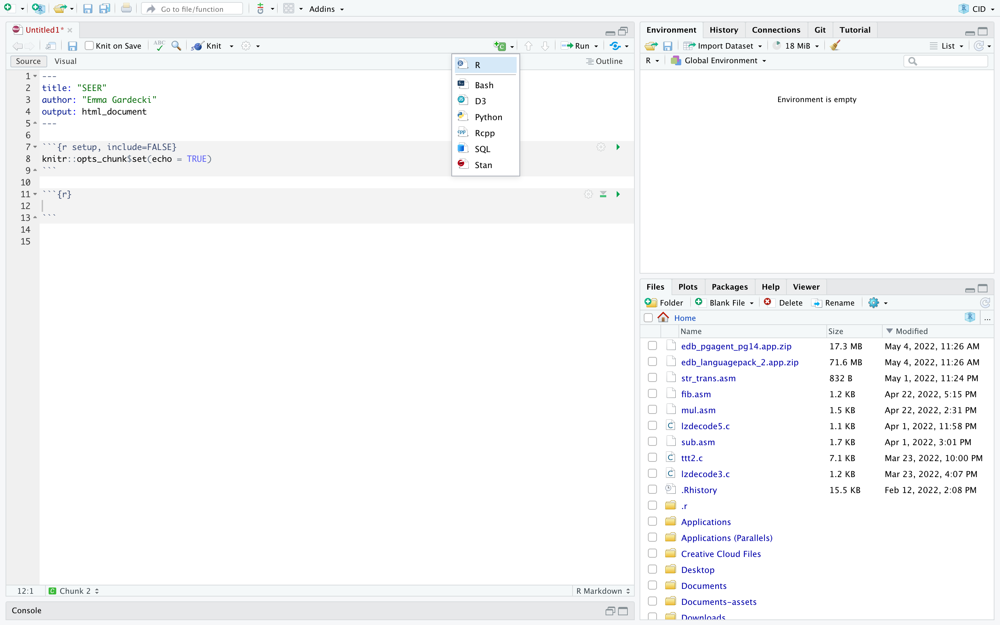 Go to file/function
Git
Addins
R CID
Rmd Untitled1*
Knit on Save
ABC
Knit
C
Run
Source Visual
Outline
1 ---
2 title: "SEER"
3 author: "Emma Gardecki"
4 output: html_document
5 ---
6
7 ```{r setup, include=FALSE}
8 knitr::opts_chunk$set(echo = TRUE)
9 ```
10
11 ```{r}
12
13 ```
14
15
R R
Bash
JS D3
Python
cpp Rcpp
SQL
Stan
12:1 C Chunk 2
R Markdown
Console
Environment History Connections Git Tutorial
Import Dataset 18 MiB List
R Global Environment
Environment is empty
Files Plots Packages Help Viewer
Folder Blank File Delete Rename
Home R ...
Name Size Modified
edb_pgagent_pg14.app.zip 17.3 MB May 4, 2022, 11:26 AM
edb_languagepack_2.app.zip 71.6 MB May 4, 2022, 11:26 AM
str_trans.asm 832 B May 1, 2022, 11:24 PM
fib.asm 1.2 KB Apr 22, 2022, 5:15 PM
mul.asm 1.5 KB Apr 22, 2022, 2:31 PM
C lzdecode5.c 1.1 KB Apr 1, 2022, 11:58 PM
sub.asm 1.7 KB Apr 1, 2022, 3:01 PM
C ttt2.c 7.1 KB Mar 23, 2022, 10:00 PM
C lzdecode3.c 1.2 KB Mar 23, 2022, 4:07 PM
.Rhistory 15.5 KB Feb 12, 2022, 2:08 PM
.r
Applications
Applications (Parallels)
Creative Cloud Files
Desktop
Documents
Documents-assets
Downloads